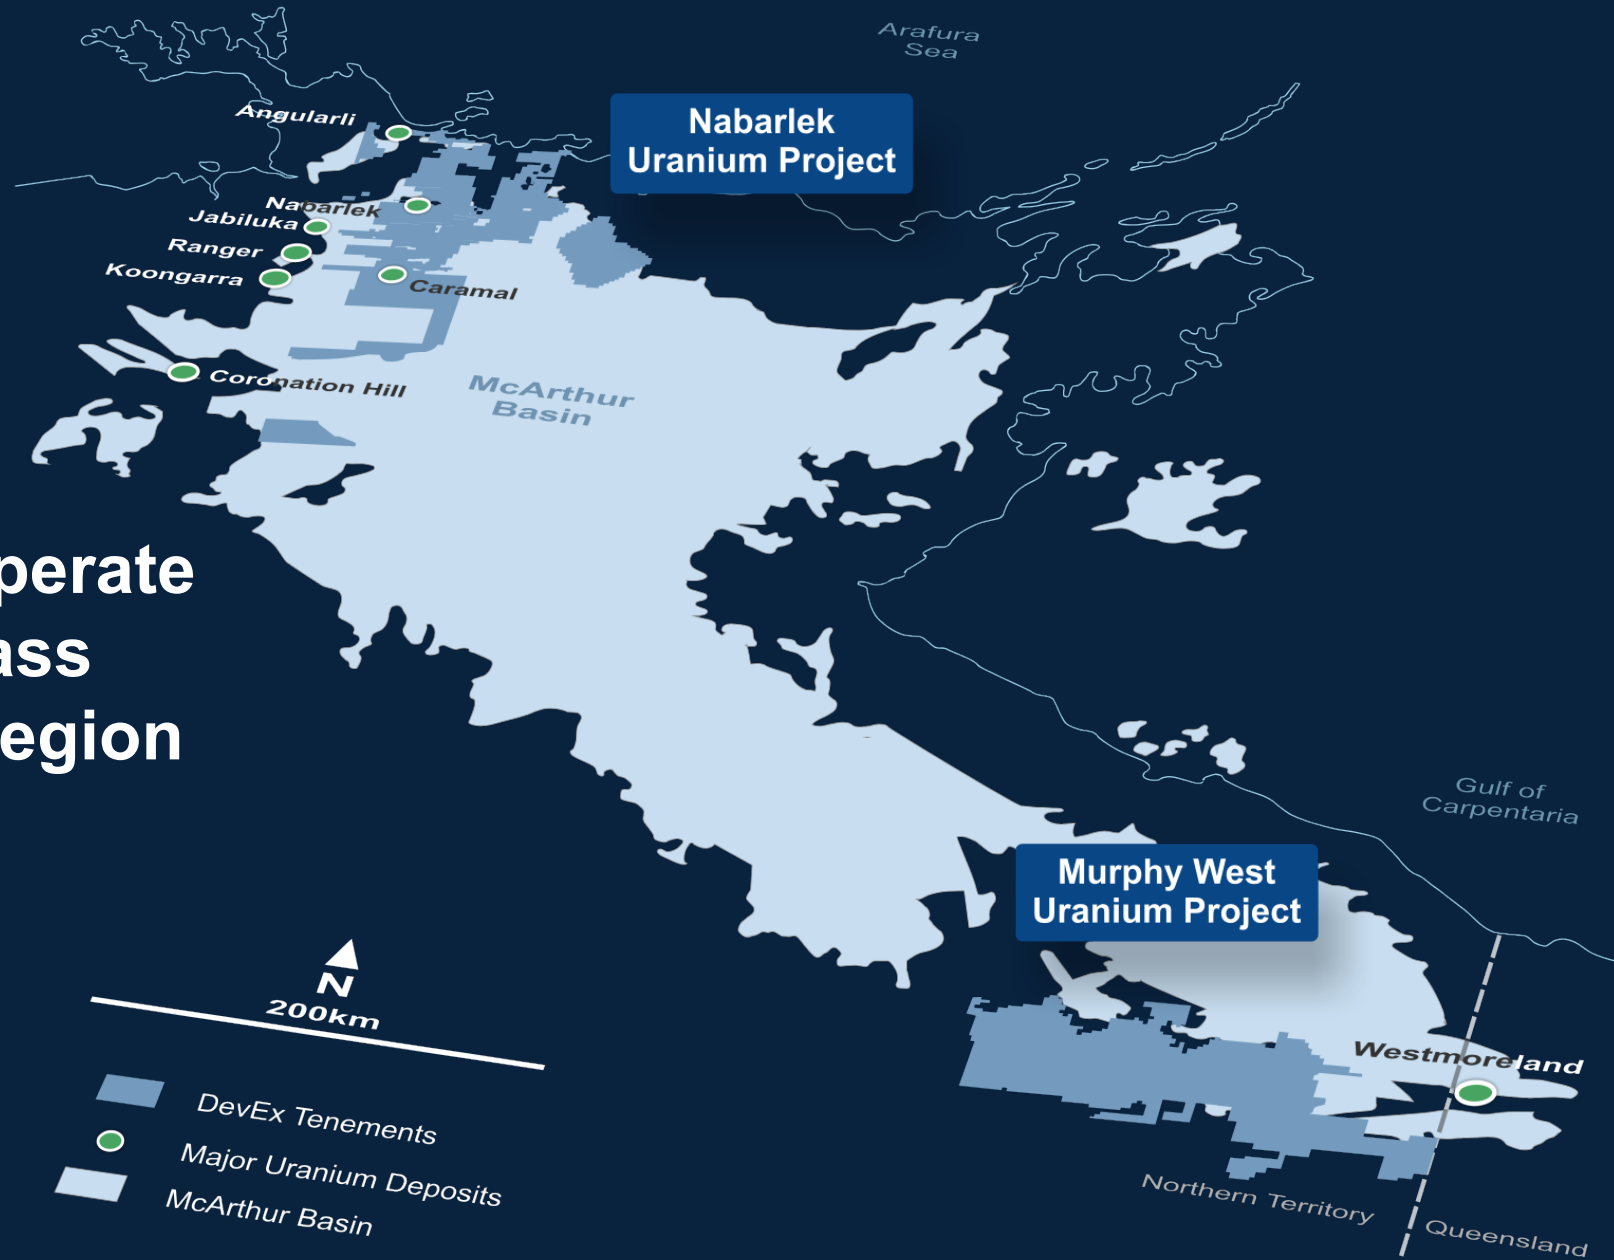 Arafura
Sea
Angularli
Nabarlek
Uranium Project
Nabarlek
Jabiluka
Ranger
Koongarra
Caramal
Coronation Hill
McArthur
Basin
perate
ass
egion
Gulf of
Carpentaria
Murphy West
Uranium Project
N
200km
Westmoreland
DevEx Tenements
Major Uranium Deposits
McArthur Basin
Northern Territory
Queensland